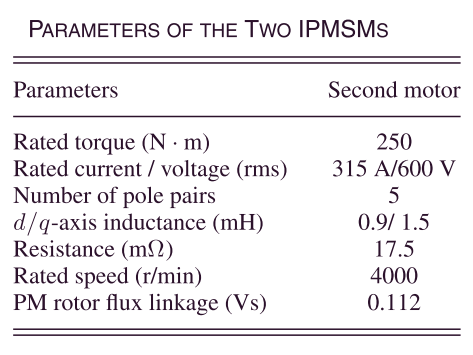 PARAMETERS OF THE TWO IPMSMS
Parameters Second motor
Rated torque (N · m) 250
Rated current / voltage (rms) 315 A/600 V
Number of pole pairs 5
d/q-axis inductance (mH) 0.9/ 1.5
Resistance (mΩ) 17.5
Rated speed (r/min) 4000
PM rotor flux linkage (Vs) 0.112